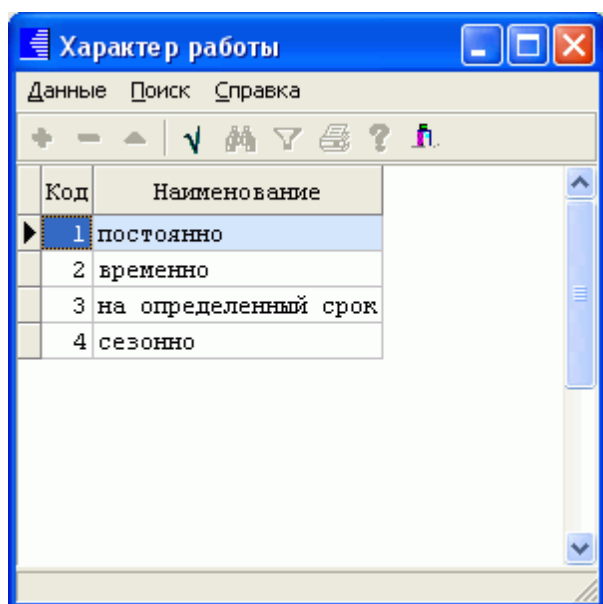 Характер работы
Данные Поиск Справка
Код Наименование
1 постоянно
2 временно
3 на определенный срок
4 сезонно